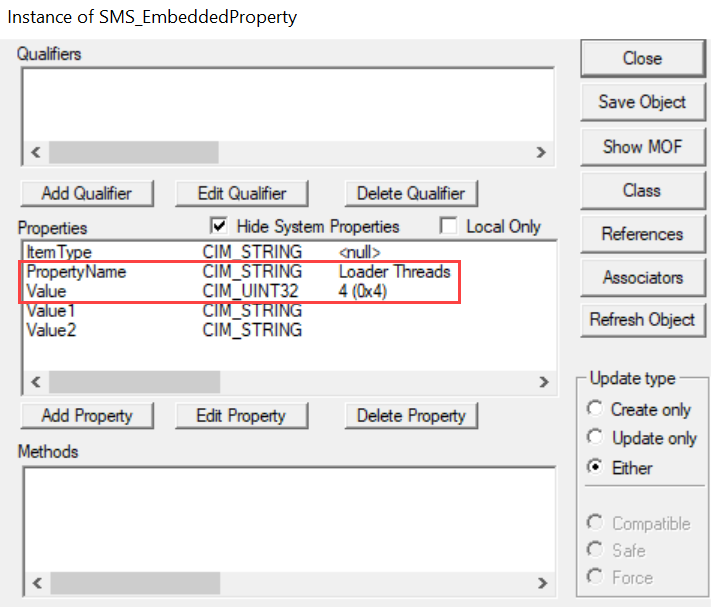 Instance of SMS_EmbeddedProperty
Qualifiers
Close
Save Object
Show MOF
Class
References
Associators
Refresh Object
Add Qualifier Edit Qualifier Delete Qualifier
Properties Hide System Properties Local Only
ItemType CIM_STRING <null>
PropertyName CIM_STRING Loader Threads
Value CIM_UINT32 4 (0x4)
Value1 CIM_STRING
Value2 CIM_STRING
Add Property Edit Property Delete Property
Methods
Update type
Create only
Update only
Either
Compatible
Safe
Force